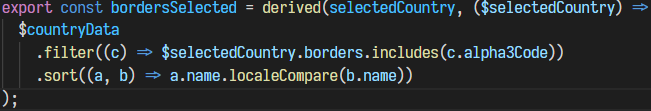 export const bordersSelected = derived(selectedCountry, ($selectedCountry) =>
$countryData
.filter((c) => $selectedCountry.borders.includes(c.alpha3Code))
.sort((a, b) => a.name.localeCompare(b.name))
);